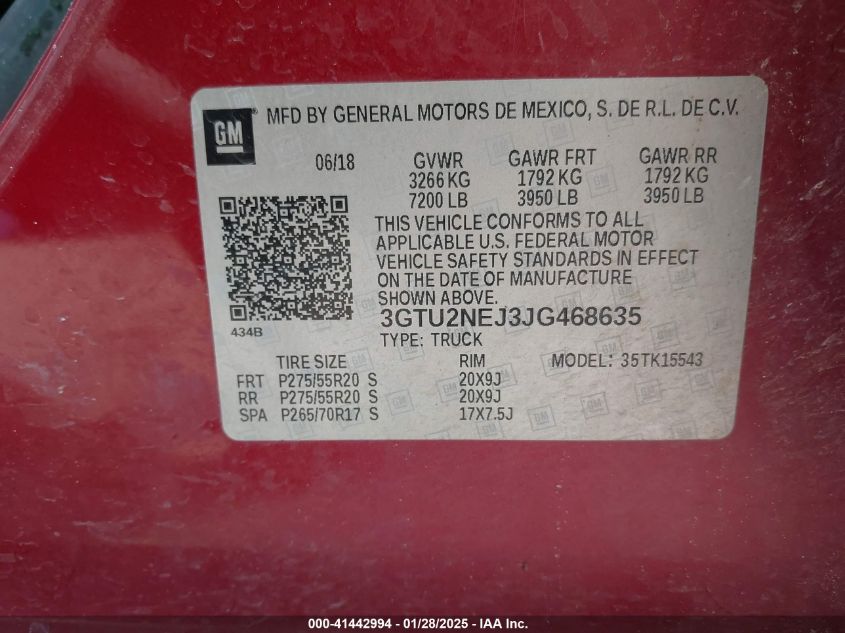 GM MFD BY GENERAL MOTORS DE MEXICO, S. DE R.L. DE C.V.
06/18 GVWR GAWR FRT GAWR RR
3266 KG 1792 KG 1792 KG
7200 LB 3950 LB 3950 LB
THIS VEHICLE CONFORMS TO ALL
APPLICABLE U.S. FEDERAL MOTOR
VEHICLE SAFETY STANDARDS IN EFFECT
ON THE DATE OF MANUFACTURE
SHOWN ABOVE.
3GTU2NEJ3JG468635
434B
TYPE: TRUCK
TIRE SIZE RIM MODEL: 35TK15543
FRT P275/55R20 S 20X9J
RR P275/55R20 S 20X9J
SPA P265/70R17 S 17X7.5J
000-41442994 - 01/28/2025 - IAA Inc.